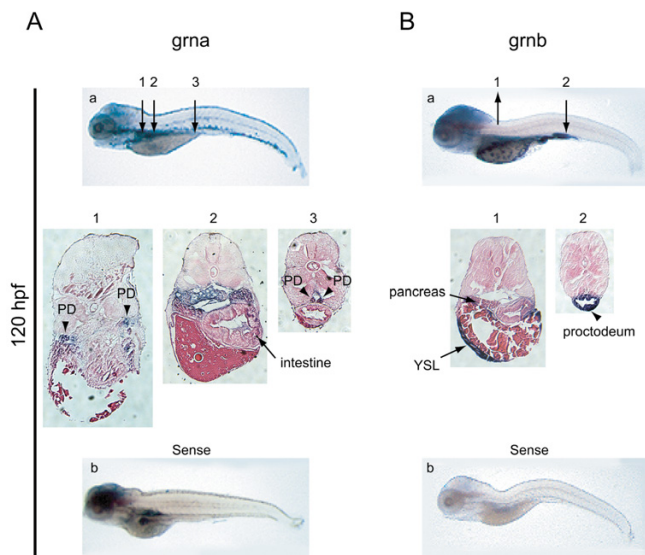 A
grna
B
grnb
1 2 3
a
1 2
a
1
2
3
PD
PD
PD
PD
intestine
1
2
pancreas
YSL
proctodeum
120 hpf
Sense
b
Sense
b